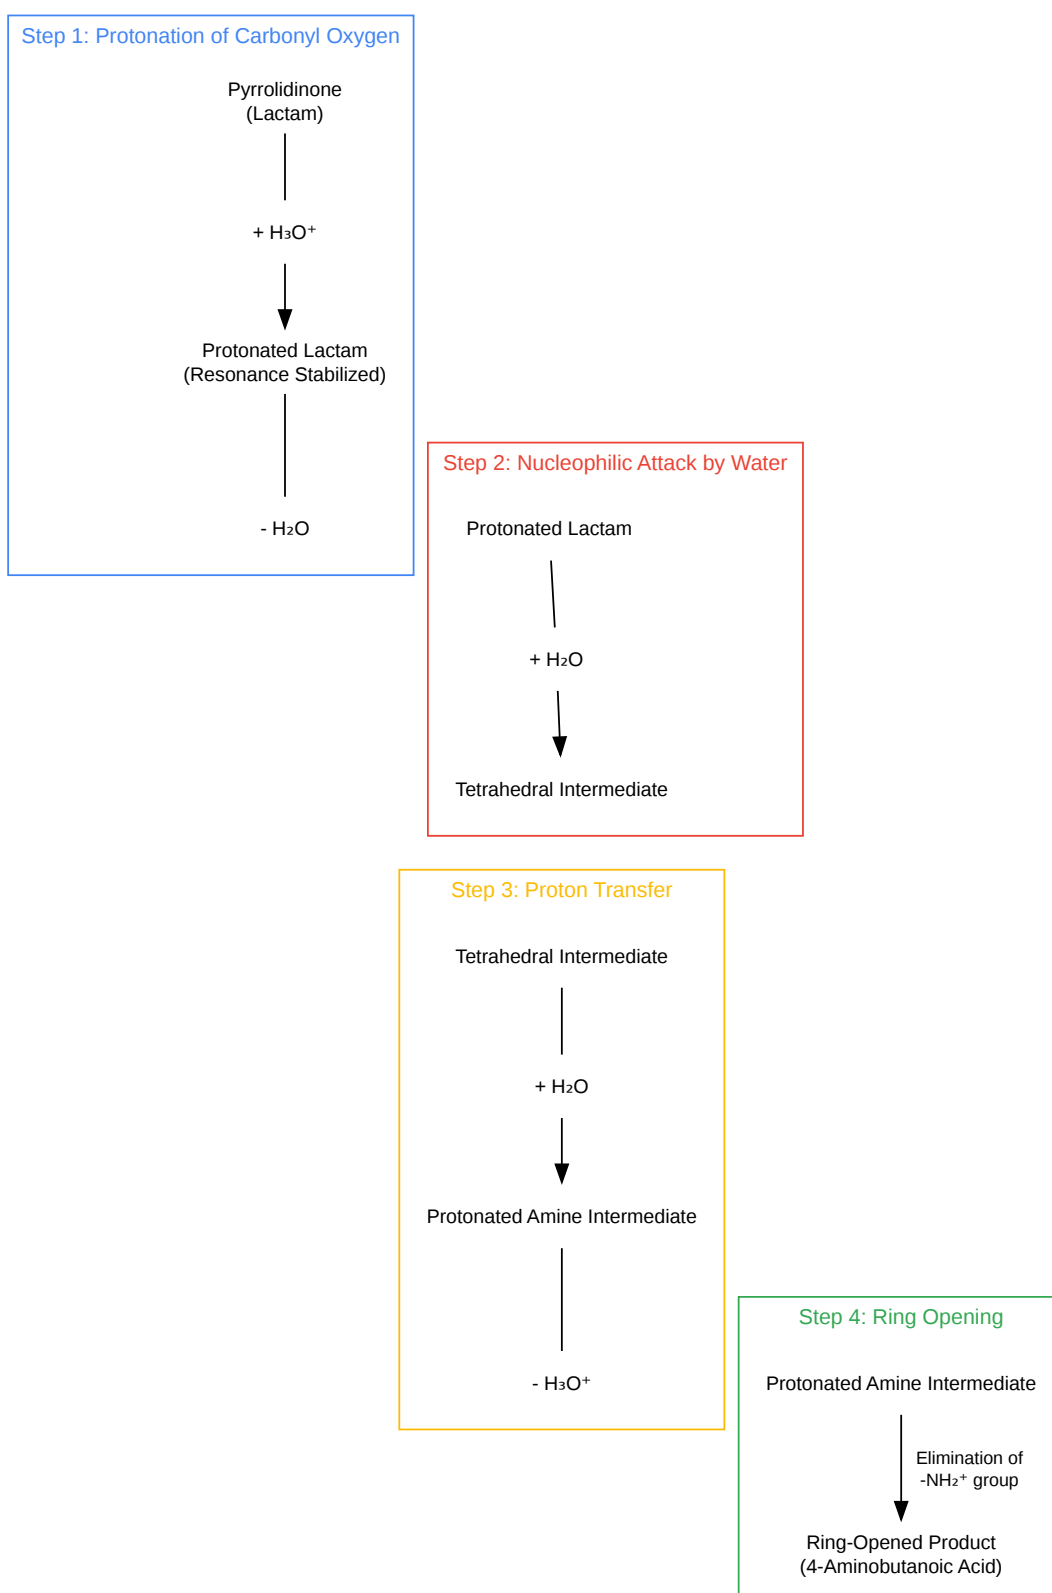 Step 1: Protonation of Carbonyl Oxygen
Pyrrolidinone
(Lactam)
+ H₃O⁺
Protonated Lactam
(Resonance Stabilized)
- H₂O
Step 2: Nucleophilic Attack by Water
Protonated Lactam
+ H₂O
Tetrahedral Intermediate
Step 3: Proton Transfer
Tetrahedral Intermediate
+ H₂O
Protonated Amine Intermediate
- H₃O⁺
Step 4: Ring Opening
Protonated Amine Intermediate
Elimination of
-NH₂⁺ group
Ring-Opened Product
(4-Aminobutanoic Acid)